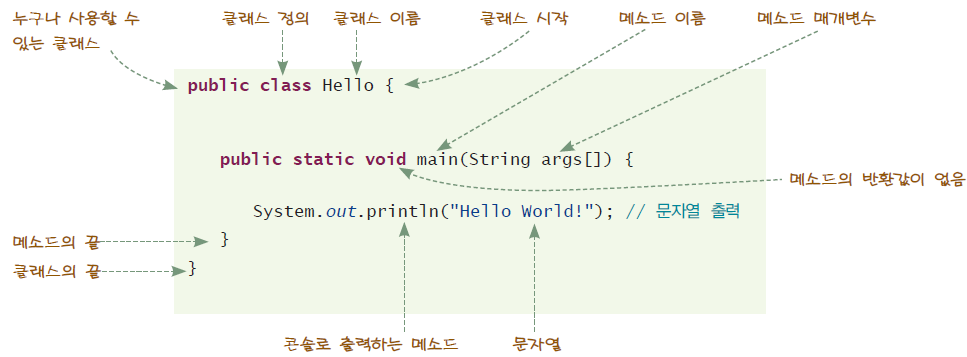 누구나 사용할 수
있는 클래스
클래스 정의
클래스 이름
클래스 시작
메소드 이름
메소드 매개변수
public class Hello {
public static void main(String args[]) {
메소드의 반환값이 없음
System.out.println("Hello World!"); // 문자열 출력
메소드의 끝
}
클래스의 끝
}
콘솔로 출력하는 메소드
문자열